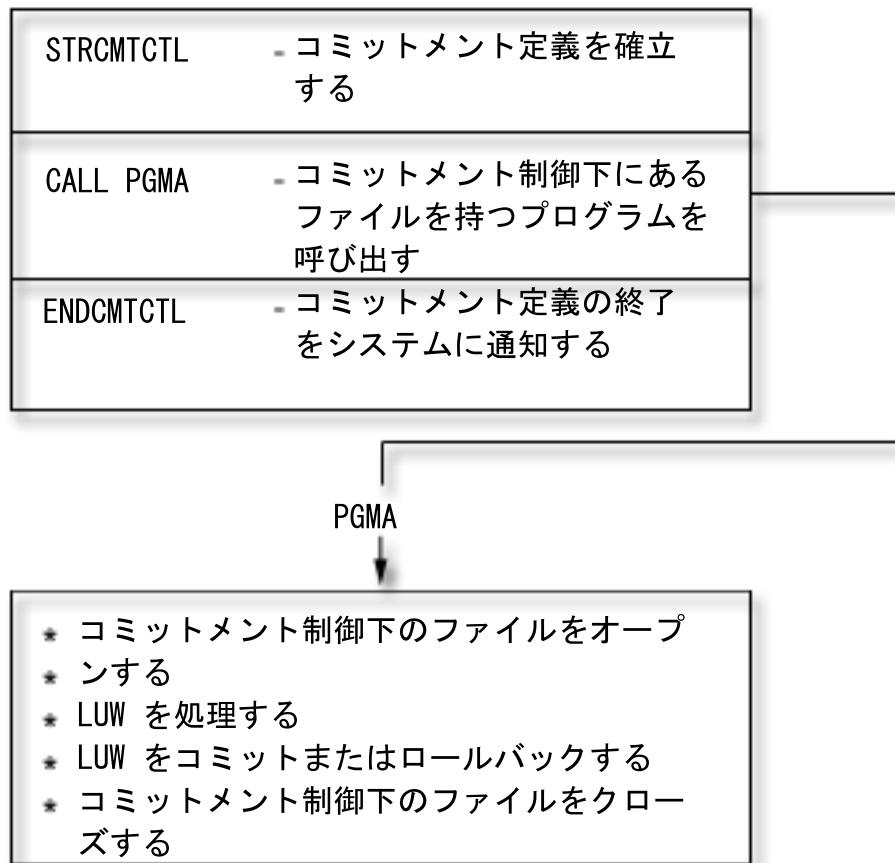 STRCMTCTL - コミットメント定義を確立
する
CALL PGMA - コミットメント制御下にある
ファイルを持つプログラムを
呼び出す
ENDCMTCTL - コミットメント定義の終了
をシステムに通知する
PGMA
* コミットメント制御下のファイルをオープ
* ンする
* LUW を処理する
* LUW をコミットまたはロールバックする
* コミットメント制御下のファイルをクロー
ズする